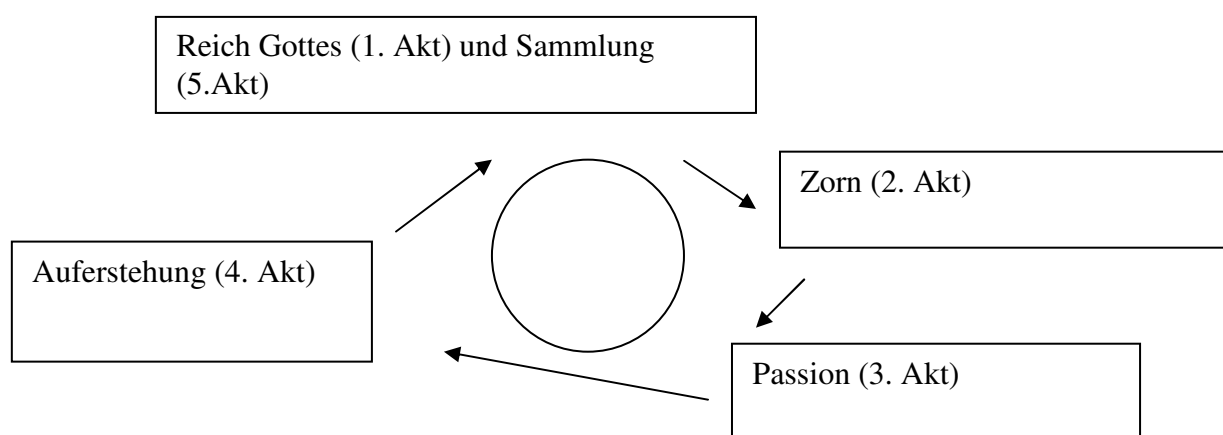 Reich Gottes (1. Akt) und Sammlung
(5.Akt)
Zorn (2. Akt)
Auferstehung (4. Akt)
Passion (3. Akt)